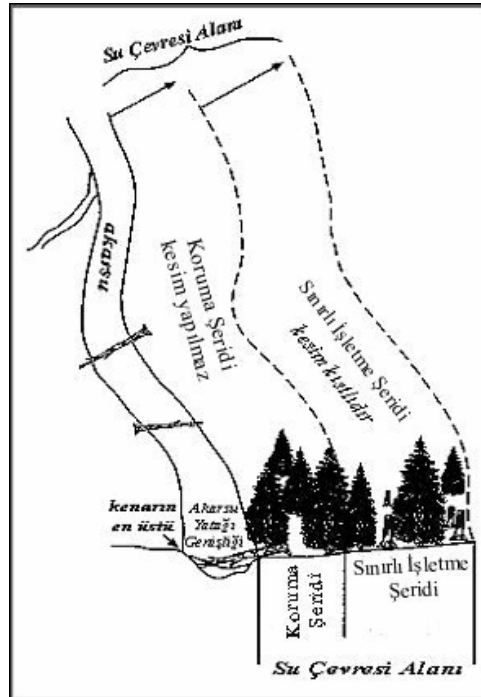 Su Çevresi Alanı
akarsu
Koruma Şeridi
kesim yapılmaz
Sınırlı İşletme Şeridi
kesim kısıtlıdır
kenarın
en üstü
Akarsu
Yatağı
Genişliği
Koruma
Şeridi
Sınırlı İşletme
Şeridi
Su Çevresi Alanı